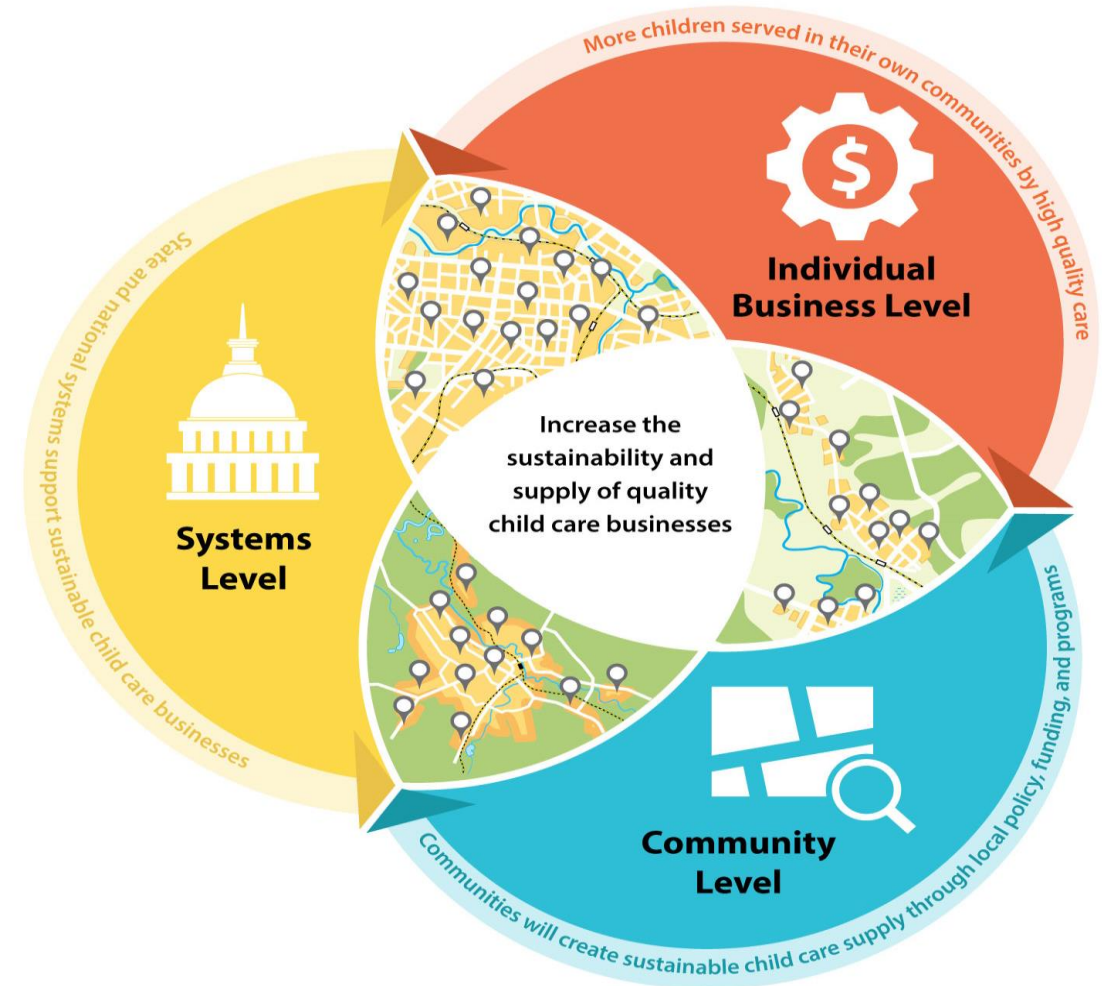 More children served in their own communities by high quality care
$
Individual
Business Level
State and national systems support sustainable child care businesses
Systems
Level
Increase the
sustainability and
supply of quality
child care businesses
Community
Level
Communities will create sustainable child care supply through local policy, funding, and programs